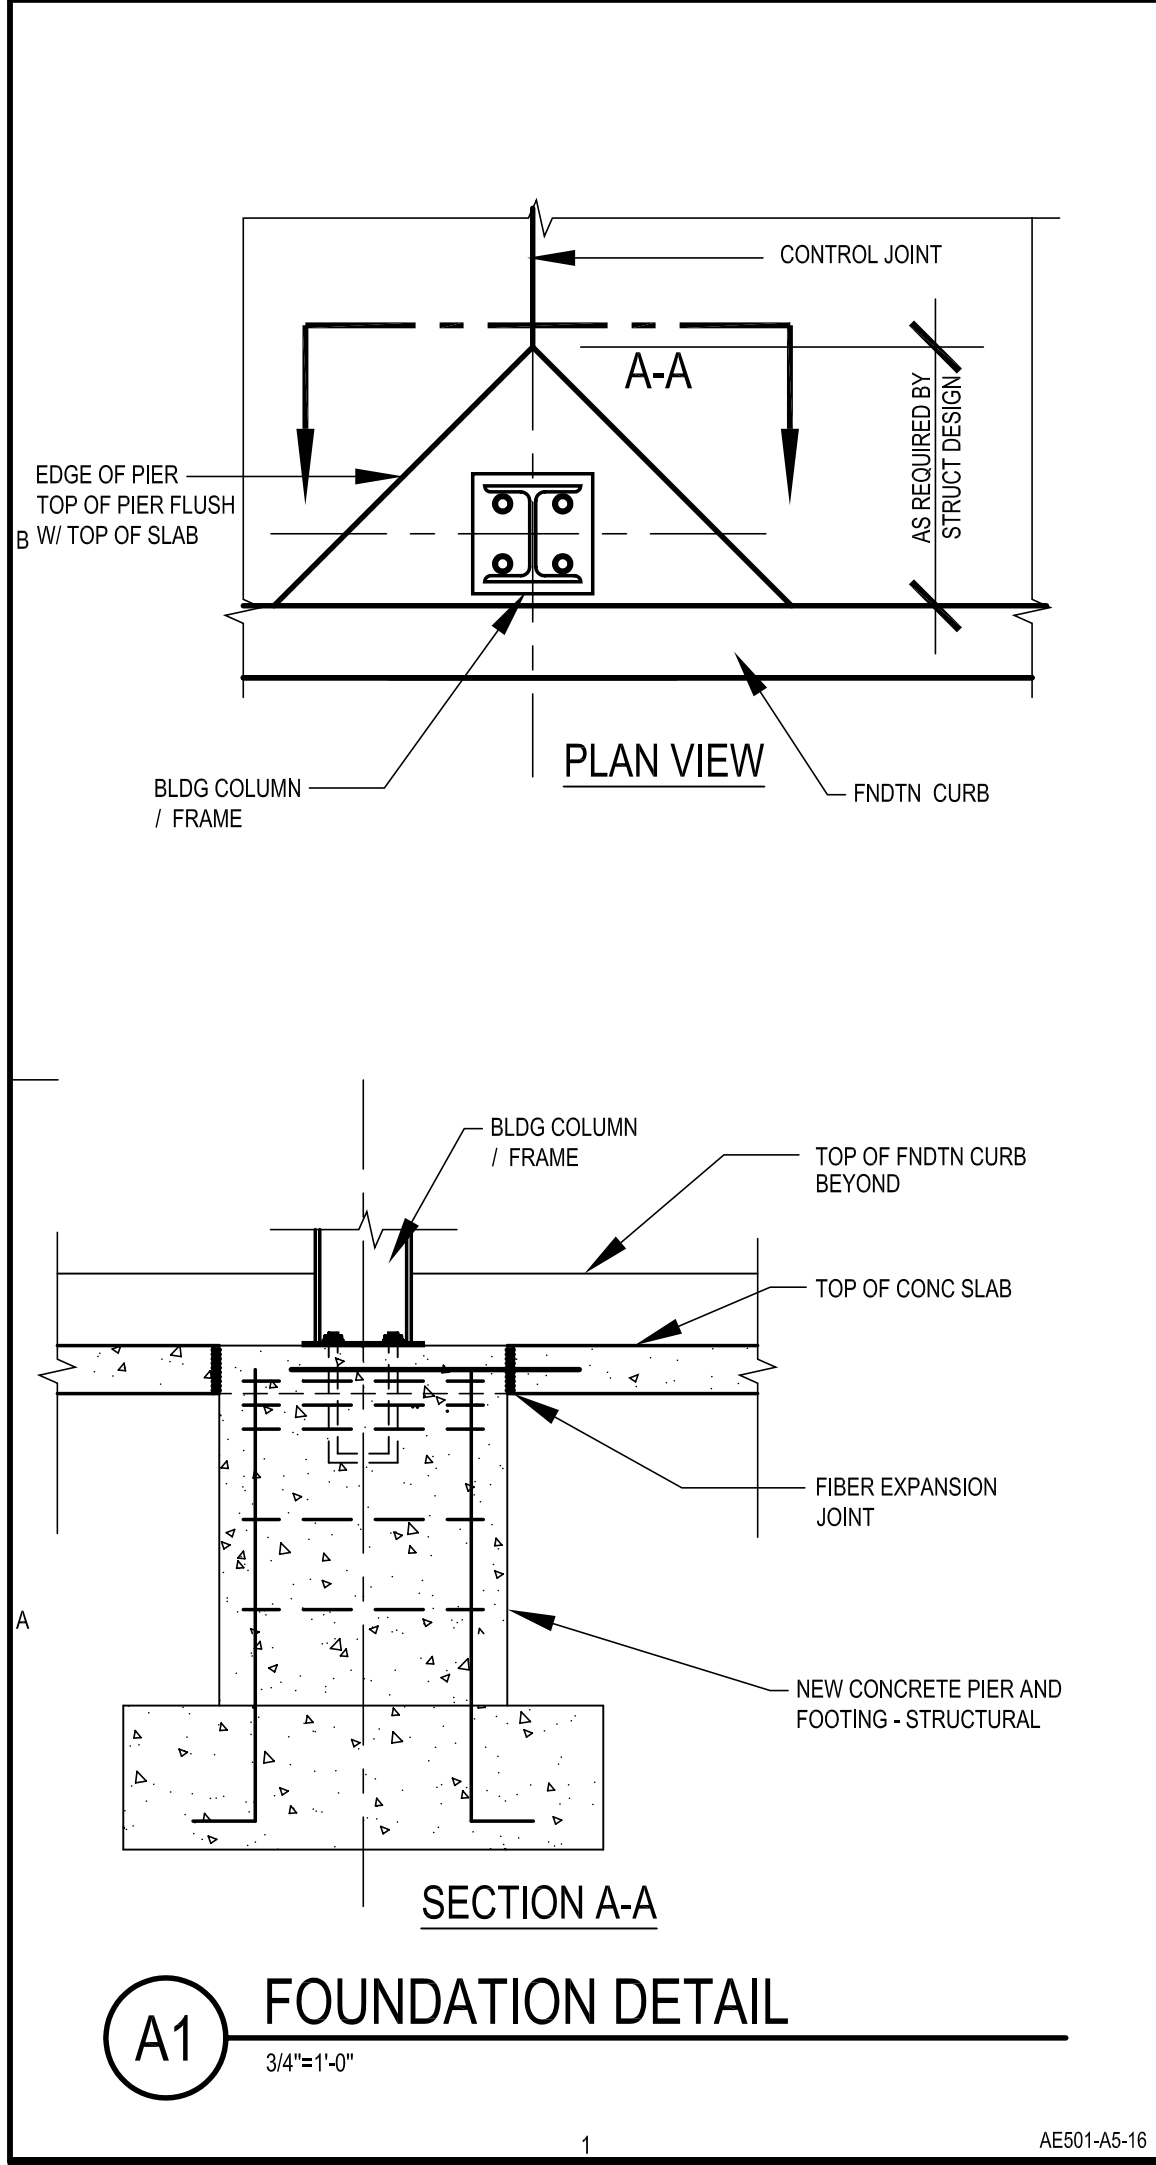 CONTROL JOINT
A-A
AS REQUIRED BY
STRUCT DESIGN
EDGE OF PIER
TOP OF PIER FLUSH
W/ TOP OF SLAB
B
PLAN VIEW
BLDG COLUMN
/ FRAME
FNDTN CURB
BLDG COLUMN
/ FRAME
TOP OF FNDTN CURB
BEYOND
TOP OF CONC SLAB
FIBER EXPANSION
JOINT
A
NEW CONCRETE PIER AND
FOOTING - STRUCTURAL
SECTION A-A
A1
FOUNDATION DETAIL
3/4"=1'-0"
1
AE501-A5-16